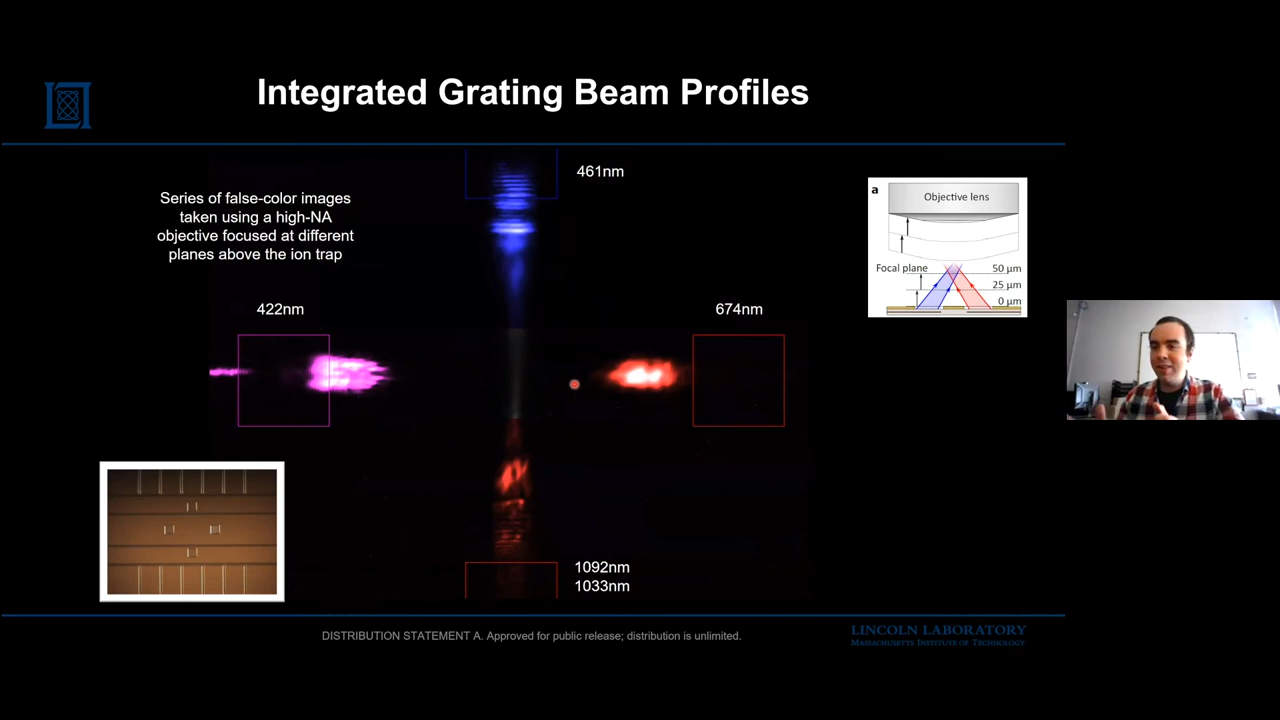 Integrated Grating Beam Profiles
Series of false-color images
taken using a high-NA
objective focused at different
planes above the ion trap
461nm
422nm
674nm
1092nm
1033nm
a
Objective lens
Focal plane
50 μm
25 μm
0 μm
DISTRIBUTION STATEMENT A. Approved for public release; distribution is unlimited.
LINCOLN LABORATORY
MASSACHUSETTS INSTITUTE OF TECHNOLOGY